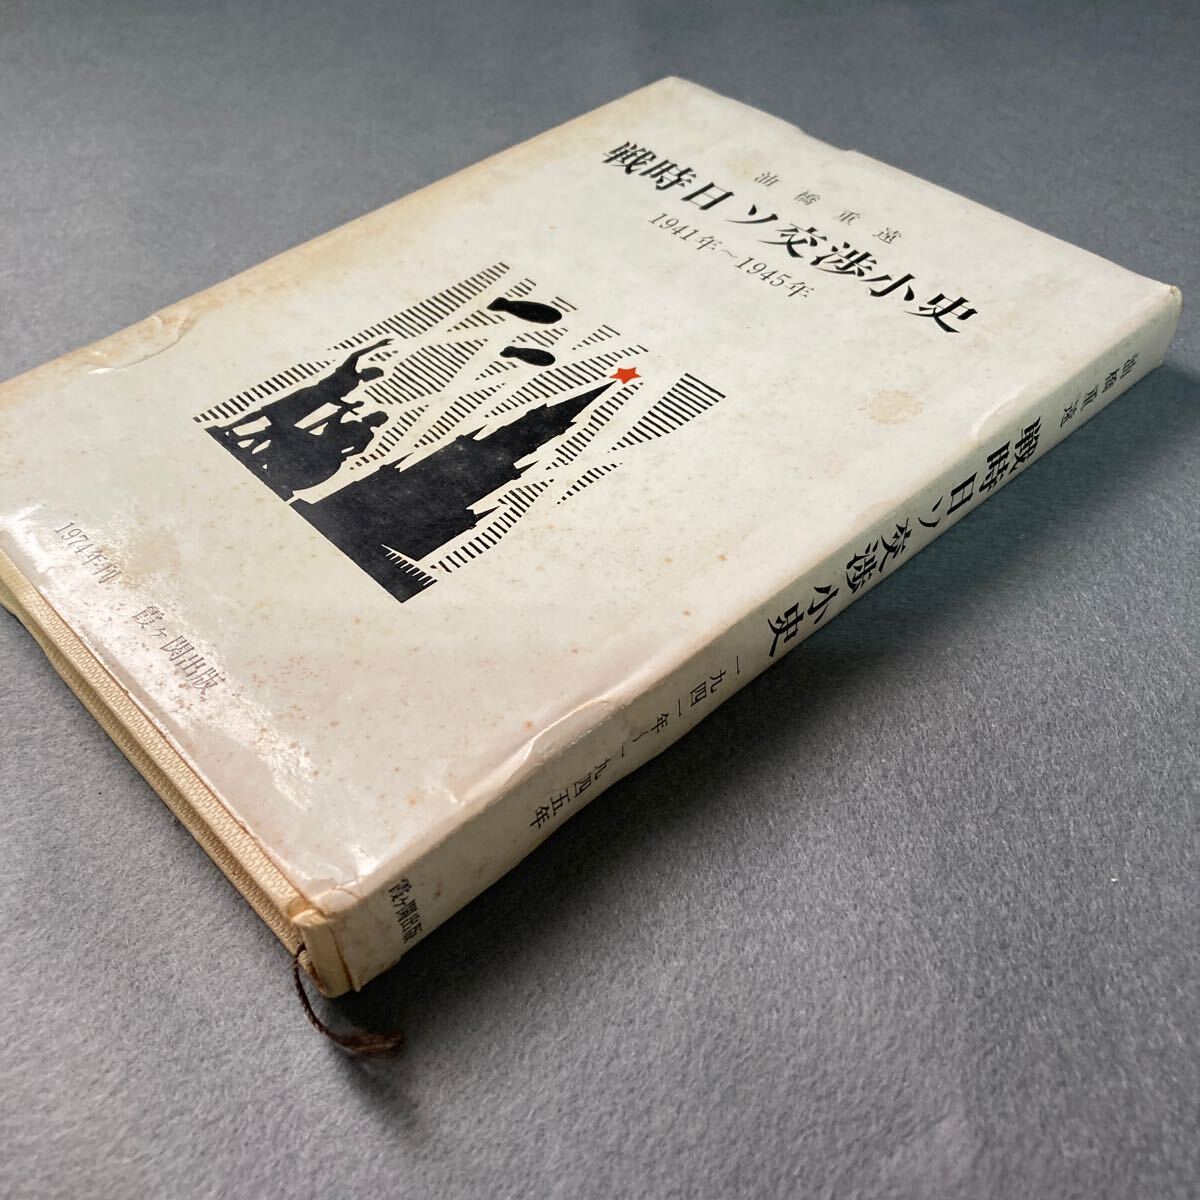 油橋重遠
戦時日ソ交渉小史
1941年〜1945年
1974年刊 霞ヶ関出版
油橋重遠 戦時日ソ交渉小史 一九四一年〜一九四五年 霞ヶ関出版